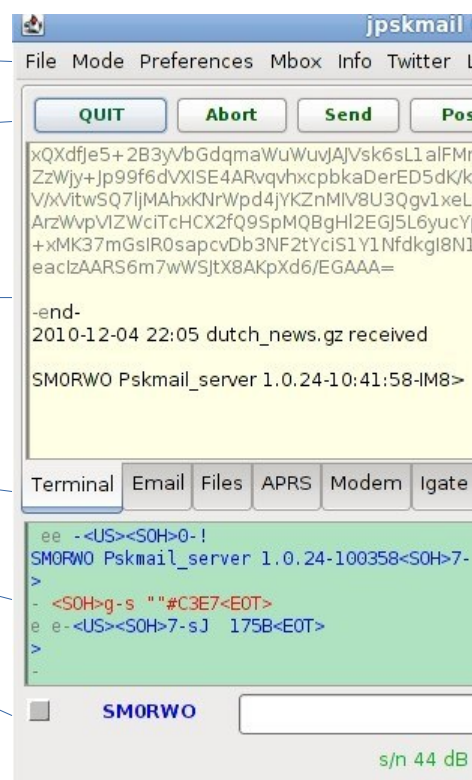 jpskmail
File Mode Preferences Mbox Info Twitter
QUIT Abort Send
xQXdfJe5+2B3yVbGdqmaWuWuvJAJVsk6sL1alFM
ZzWjy+Jp99f6dVXISE4ARvqvhxcpbkaDerED5dK/k
V/xVitwSQ7ljMAhxKNrWpd4jYKZnMIV8U3Qgv1xeL
ArzWvpVIZWciTcHCX2fQ9SpMQBgHl2EGJ5L6yucY
+xMK37mGsIR0sapcvDb3NF2tYciS1Y1NfdkgI8N1
eacIzAARS6m7wWSJtX8AKpXd6/EGAAA=
-end-
2010-12-04 22:05 dutch_news.gz received
SM0RWO Pskmail_server 1.0.24-10:41:58-IM8>
Terminal Email Files APRS Modem Igate
ee -<US><SOH>0-!
SM0RWO Pskmail_server 1.0.24-100358<SOH>7-
>
- <SOH>g-s ""#C3E7<EOT>
e e-<US><SOH>7-sJ 175B<EOT>
>
-
SM0RWO
s/n 44 dB